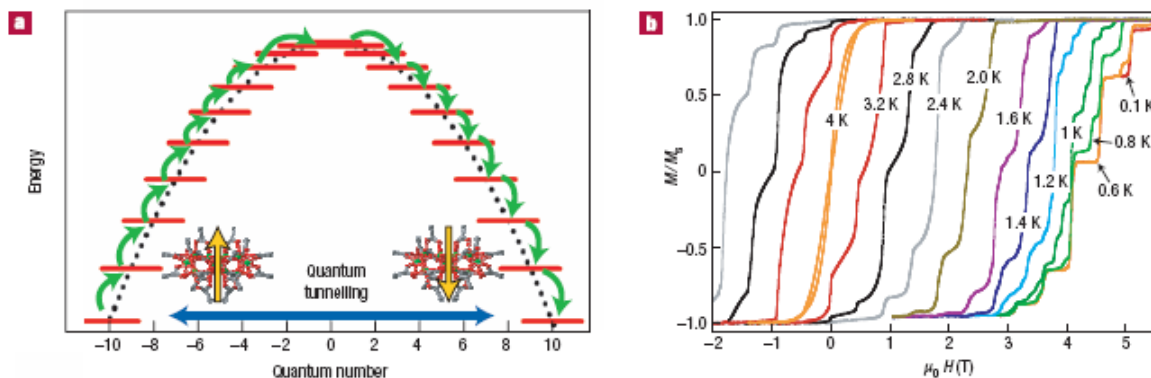 a
Energy
Quantum
tunnelling
−10 −8 −6 −4 −2 0 2 4 6 8 10
Quantum number
b
M/Ms
1.0
0.5
0
−0.5
−1.0
4K
3.2 K
2.8 K
2.4 K
2.0 K
1.6 K
1.4 K
1.2 K
1K
0.1 K
0.8 K
0.6 K
−2 −1 0 1 2 3 4 5
μ0 H(T)